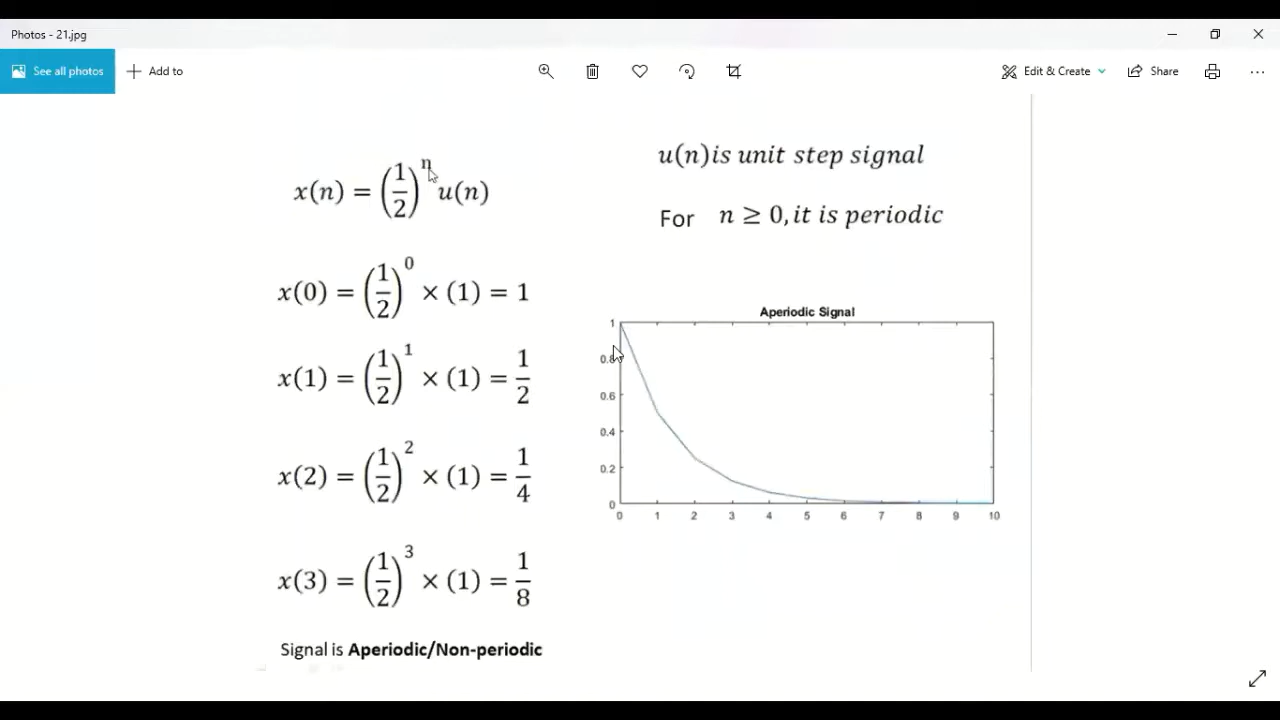 Photos - 21.jpg
See all photos
Add to
Edit & Create
Share
x(n) = (1/2)^n u(n)
u(n)is unit step signal
For n ≥ 0, it is periodic
x(0) = (1/2)^0 × (1) = 1
x(1) = (1/2)^1 × (1) = 1/2
x(2) = (1/2)^2 × (1) = 1/4
x(3) = (1/2)^3 × (1) = 1/8
Signal is Aperiodic/Non-periodic
Aperiodic Signal
1
0.8
0.6
0.4
0.2
0
0 1 2 3 4 5 6 7 8 9 10